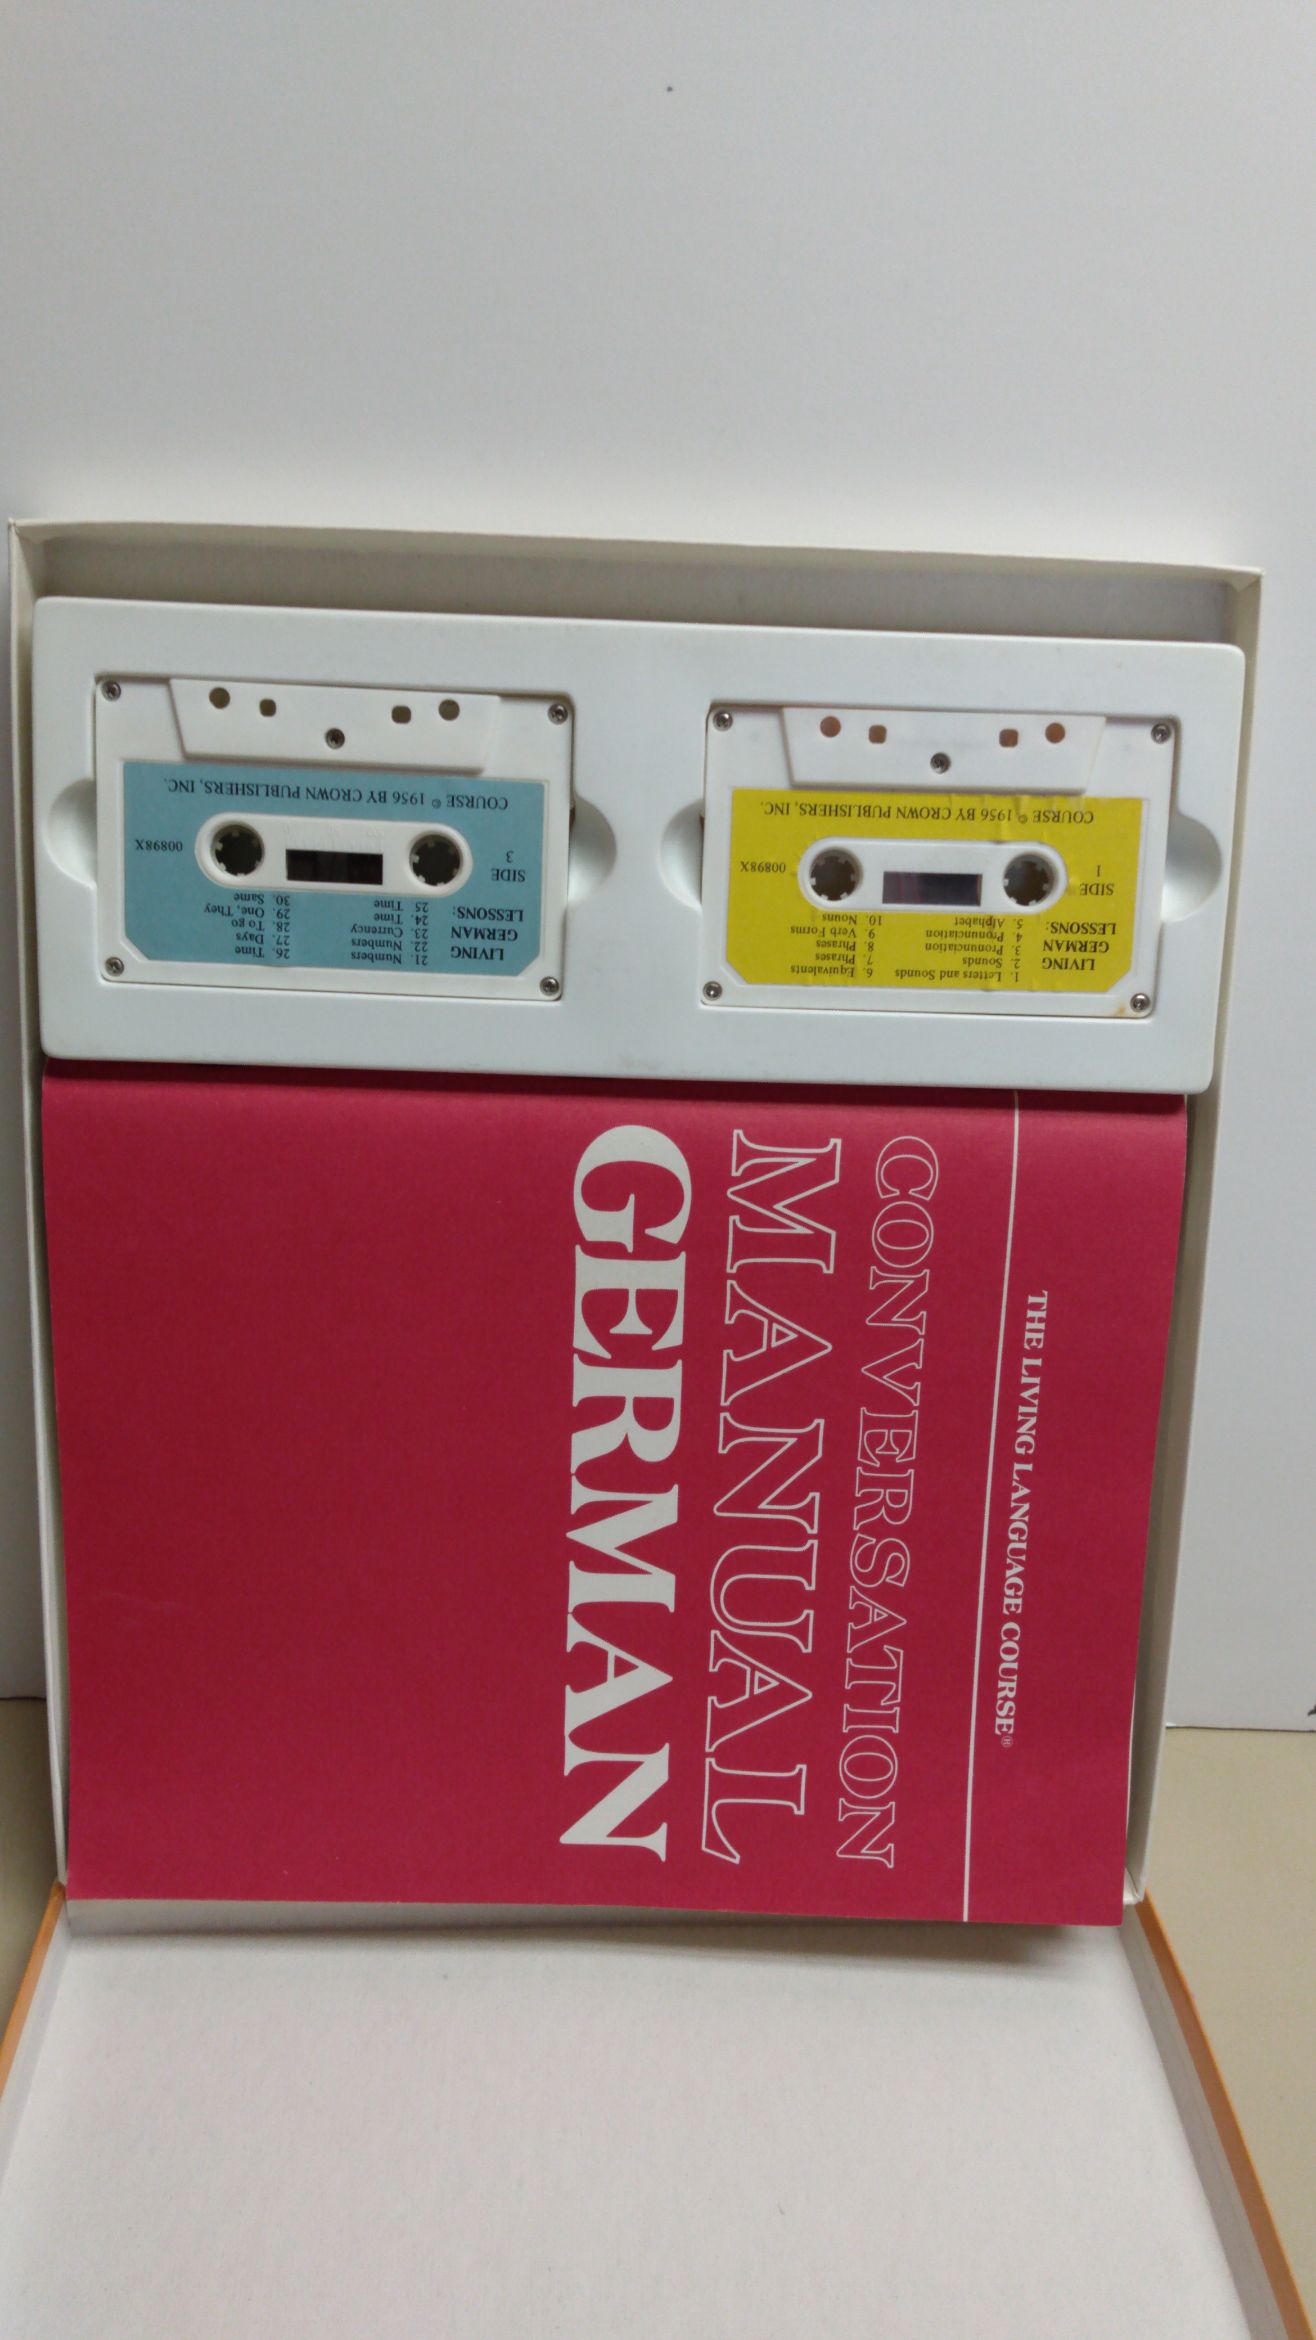 THE LIVING LANGUAGE COURSE®
CONVERSATION
MANUAL
GERMAN
LIVING
GERMAN
LESSONS:
1. Letters and Sounds
2. Sounds
3. Pronunciation
4. Pronunciation
5. Alphabet
6. Equivalents
7. Phrases
8. Phrases
9. Verb Forms
10. Nouns
SIDE
1
00898X
COURSE © 1956 BY CROWN PUBLISHERS, INC.
LIVING
GERMAN
LESSONS:
21. Numbers
22. Numbers
23. Currency
24. Time
25 Time
26. Time
27. Days
28. To go
29. One, They
30. Same
SIDE
3
00898X
COURSE © 1956 BY CROWN PUBLISHERS, INC.